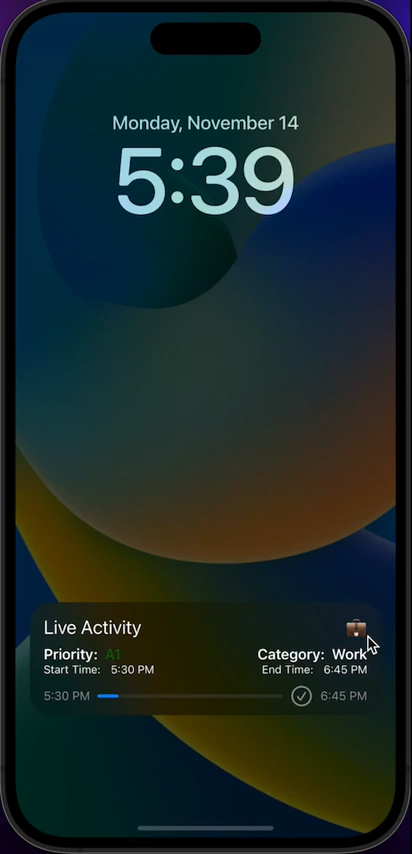 Monday, November 14
5:39
Live Activity
Priority: A1 Category: Work
Start Time: 5:30 PM End Time: 6:45 PM
5:30 PM 6:45 PM